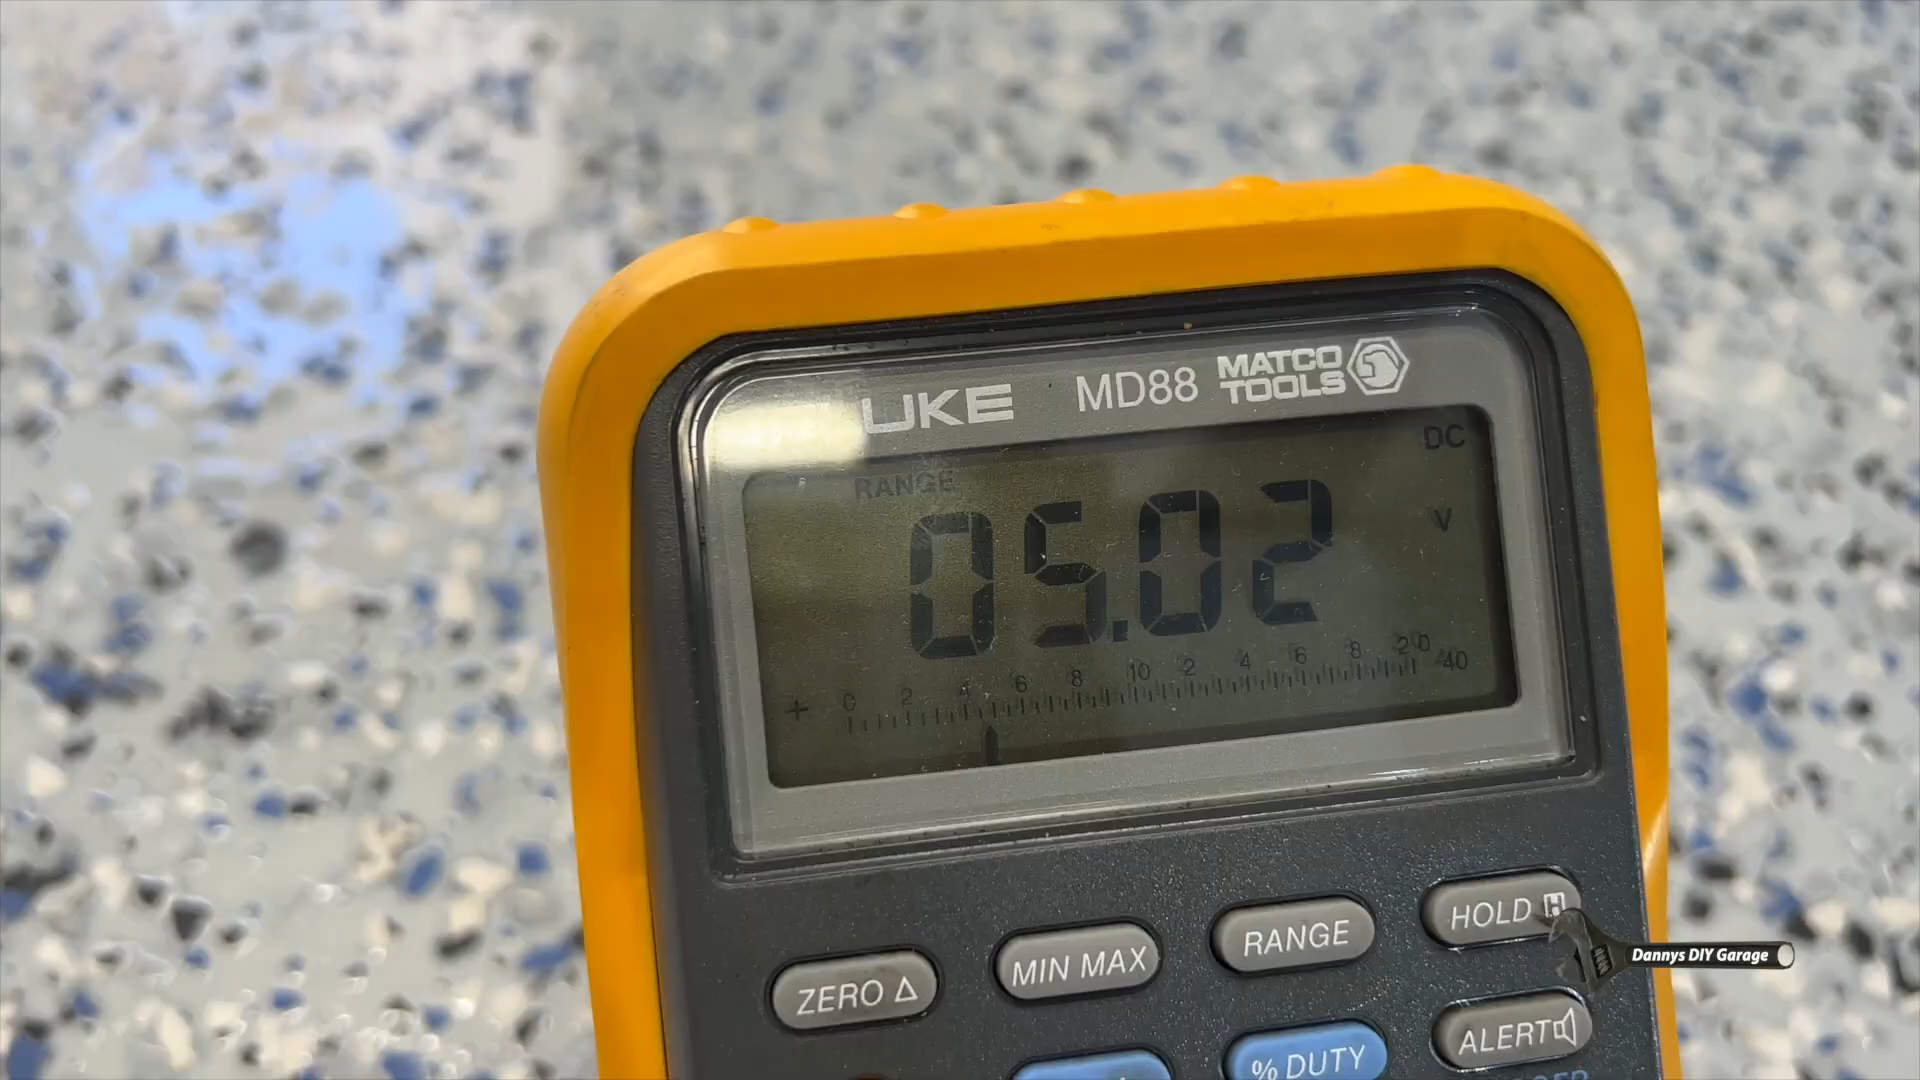 UKE MD88 MATCO TOOLS
DC
RANGE
05.02 V
+ 0 2 4 6 8 10 2 4 6 8 20 40
ZERO Δ MIN MAX RANGE HOLD H
Dannys DIY Garage
% DUTY ALERT